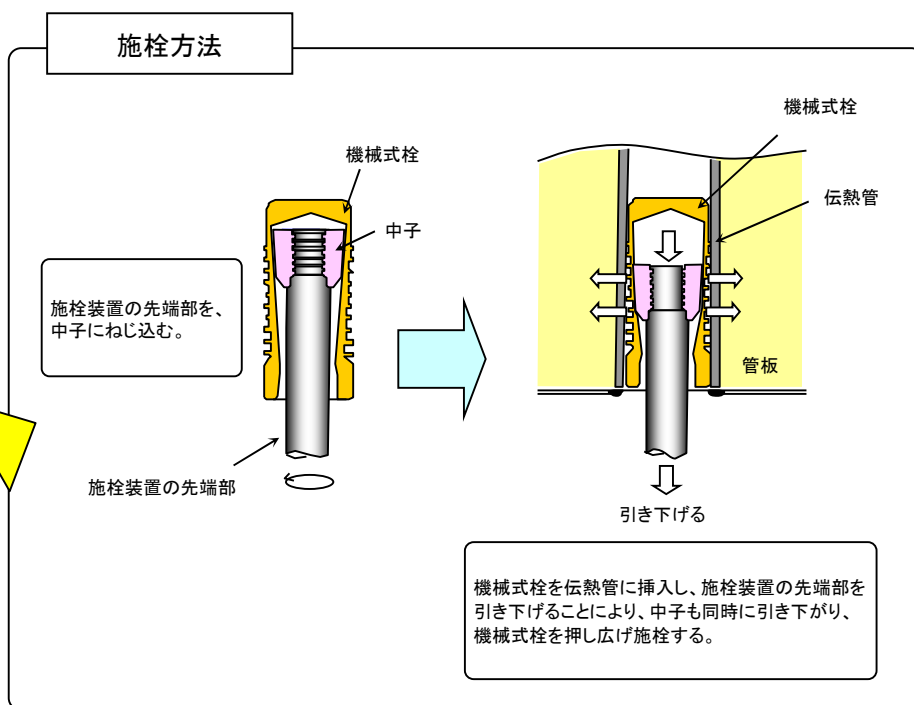 施栓方法
機械式栓
中子
施栓装置の先端部を、
中子にねじ込む。
施栓装置の先端部
機械式栓
伝熱管
管板
引き下げる
機械式栓を伝熱管に挿入し、施栓装置の先端部を
引き下げることにより、中子も同時に引き下がり、
機械式栓を押し広げ施栓する。